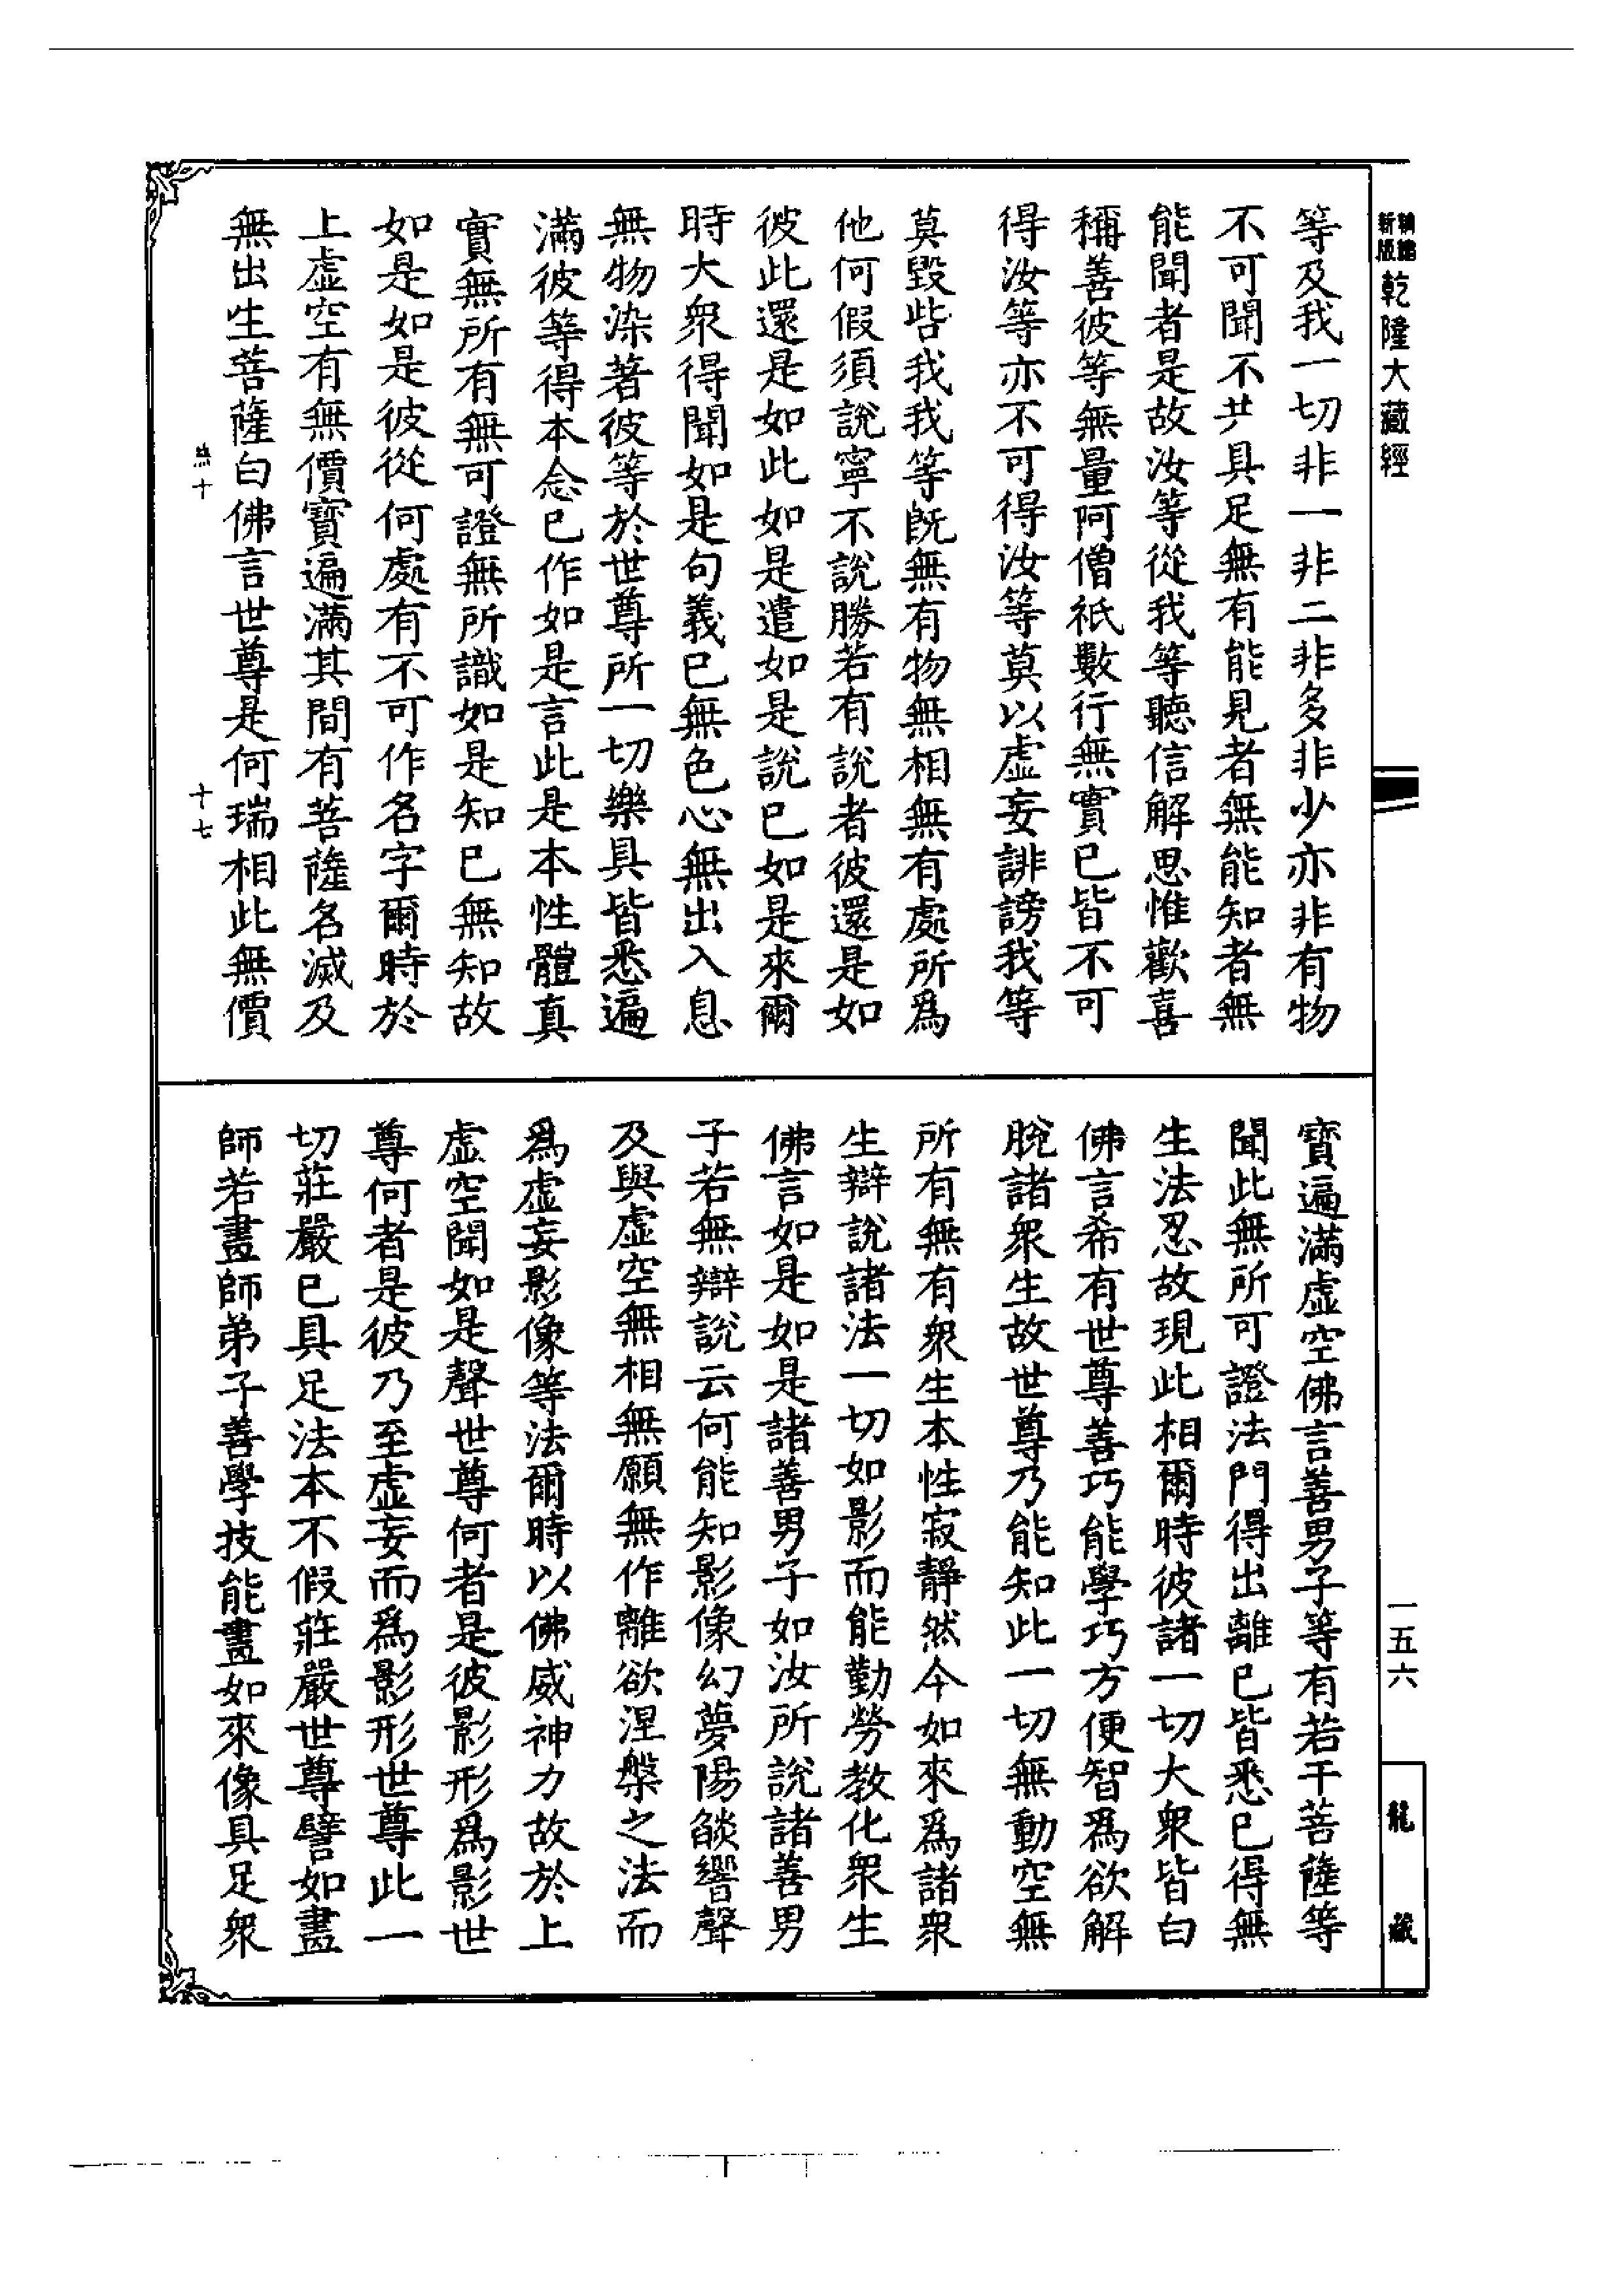 新編縮版 乾隆大藏經
等及我一切非一非二非多非少亦非有物
不可聞不共具足無有能見者無能知者無
能聞者是故汝等從我等聽信解思惟歡喜
稱善彼等無量阿僧祇數行無實已皆不可
得汝等亦不可得汝等莫以虛妄誹謗我等
莫毀呰我我等既無有物無相無有處所爲
他何假須說寧不說勝若有說者彼還是如
彼此還是如此如是遣如是說已如是來爾
時大衆得聞如是句義已無色心無出入息
無物染著彼等於世尊所一切樂具皆悉遍
滿彼等得本念已作如是言此是本性體真
實無所有無可證無所識如是知已無知故
如是如是彼從何處有不可作名字爾時於
上虛空有無價寶遍滿其間有菩薩名滅及
無出生菩薩白佛言世尊是何瑞相此無價
十 十七
寶遍滿虛空佛言善男子等有若干菩薩等
聞此無所可證法門得出離已皆悉已得無
生法忍故現此相爾時彼諸一切大衆皆白
佛言希有世尊善巧能學巧方便智爲欲解
脫諸衆生故世尊乃能知此一切無動空無
所有無有衆生本性寂靜然今如來爲諸衆
生辯說諸法一切如影而能勤勞教化衆生
佛言如是如是諸善男子如汝所說諸善男
子若無辯說云何能知影像幻夢陽燄響聲
及與虛空無相無願無作離欲涅槃之法而
爲虛妄影像等法爾時以佛威神力故於上
虛空聞如是聲世尊何者是彼影形爲影世
尊何者是彼乃至虛妄而爲影形世尊此一
切莊嚴已具足法本不假莊嚴世尊譬如畫
師若畫師弟子善學技能畫如來像具足衆
一五六
龍藏